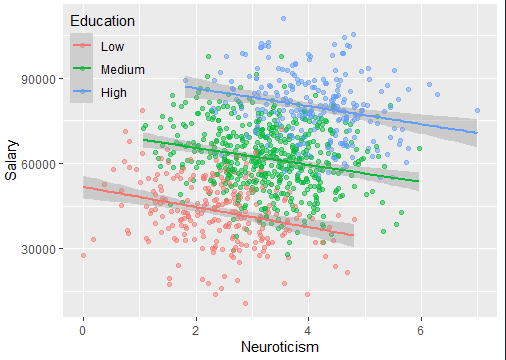 Education
Low
Medium
High
Salary
90000
60000
30000
0
2
4
6
Neuroticism